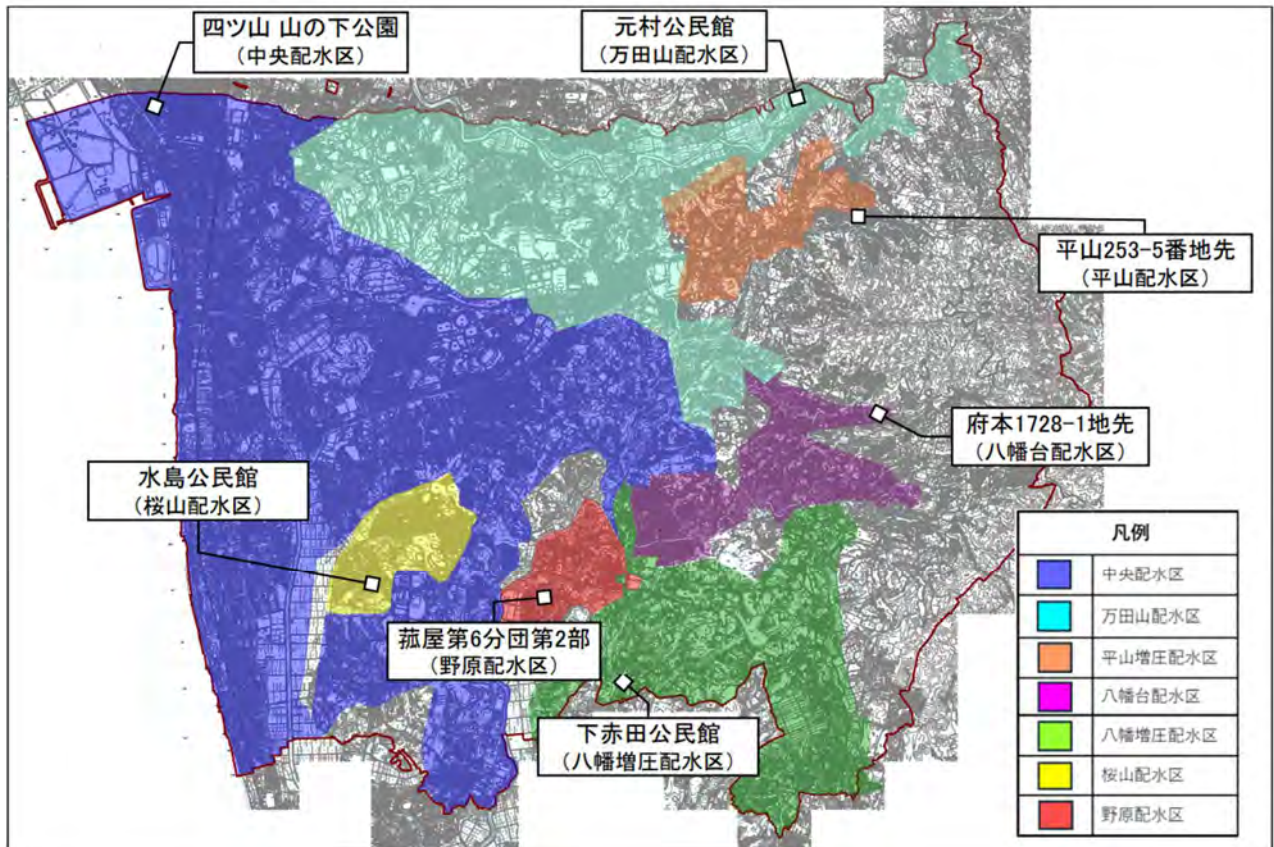 四ツ山 山の下公園
(中央配水区)
元村公民館
(万田山配水区)
平山253-5番地先
(平山配水区)
府本1728-1地先
(八幡台配水区)
水島公民館
(桜山配水区)
菰屋第6分団第2部
(野原配水区)
下赤田公民館
(八幡増圧配水区)
凡例
中央配水区
万田山配水区
平山増圧配水区
八幡台配水区
八幡増圧配水区
桜山配水区
野原配水区